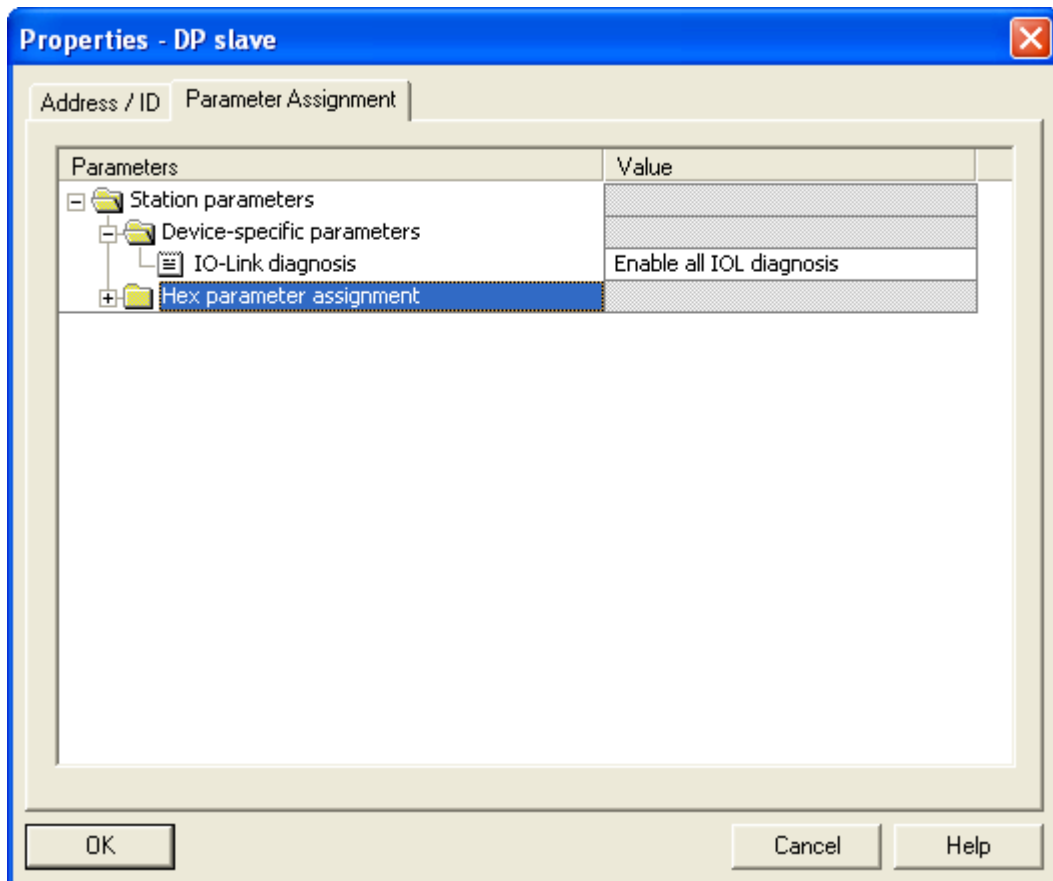 Properties - DP slave
Address / ID Parameter Assignment
Parameters Value
Station parameters
Device-specific parameters
IO-Link diagnosis Enable all IOL diagnosis
Hex parameter assignment
OK Cancel Help